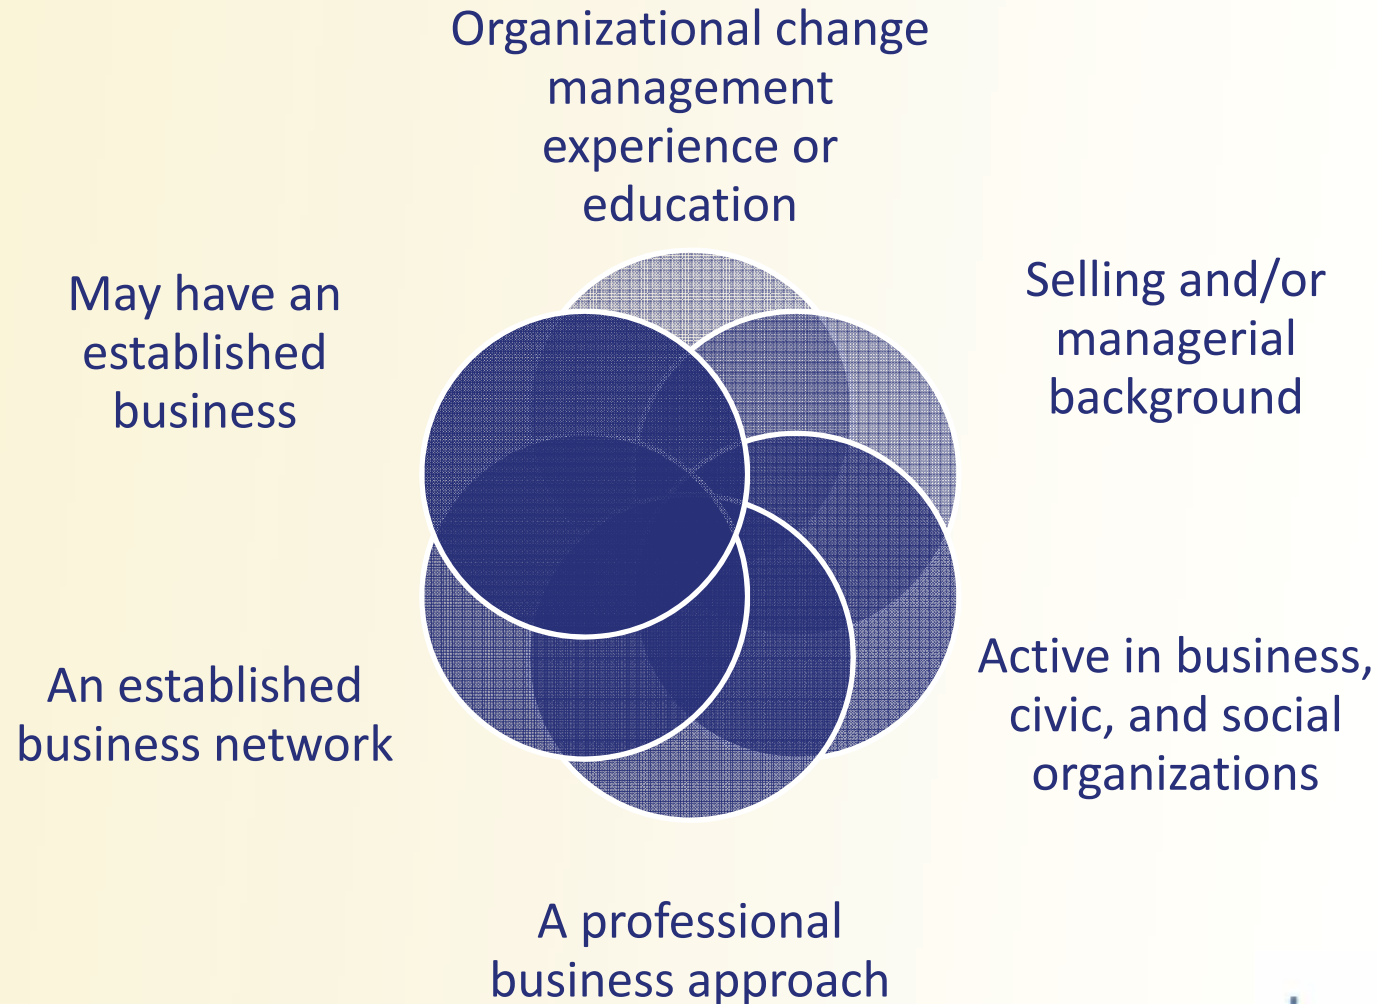 Organizational change
management
experience or
education
Selling and/or
managerial
background
Active in business,
civic, and social
organizations
A professional
business approach
An established
business network
May have an
established
business